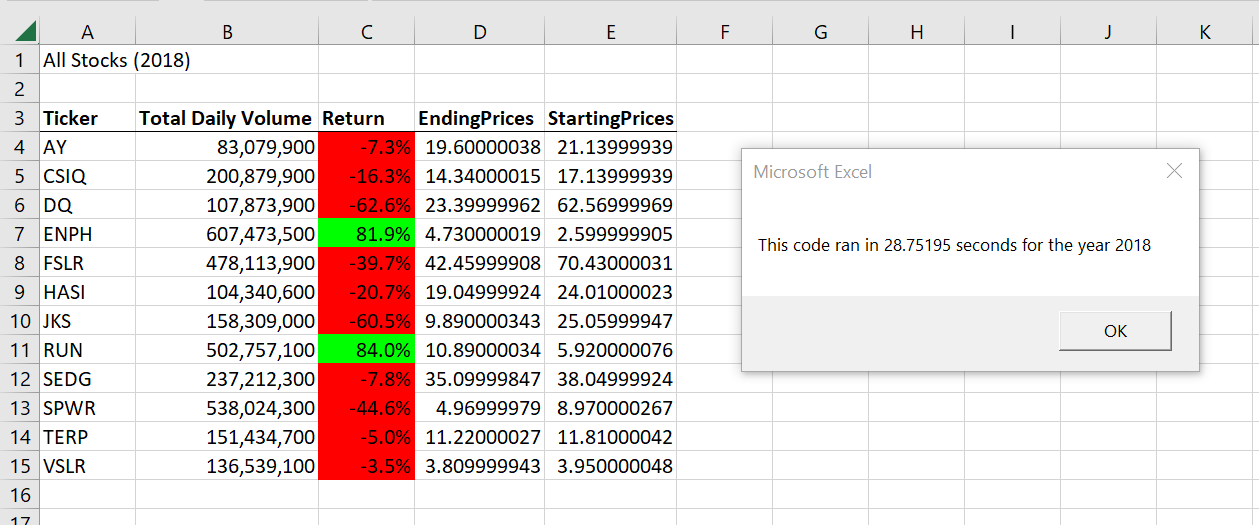 A B C D E F G H I J K
1 All Stocks (2018)
2
3 Ticker Total Daily Volume Return EndingPrices StartingPrices
4 AY 83,079,900 -7.3% 19.60000038 21.13999939
5 CSIQ 200,879,900 -16.3% 14.34000015 17.13999939
6 DQ 107,873,900 -62.6% 23.39999962 62.56999969
7 ENPH 607,473,500 81.9% 4.730000019 2.599999905
8 FSLR 478,113,900 -39.7% 42.45999908 70.43000031
9 HASI 104,340,600 -20.7% 19.04999924 24.01000023
10 JKS 158,309,000 -60.5% 9.890000343 25.05999947
11 RUN 502,757,100 84.0% 10.89000034 5.920000076
12 SEDG 237,212,300 -7.8% 35.09999847 38.04999924
13 SPWR 538,024,300 -44.6% 4.96999979 8.970000267
14 TERP 151,434,700 -5.0% 11.22000027 11.81000042
15 VSLR 136,539,100 -3.5% 3.809999943 3.950000048
16
17
Microsoft Excel
This code ran in 28.75195 seconds for the year 2018
OK